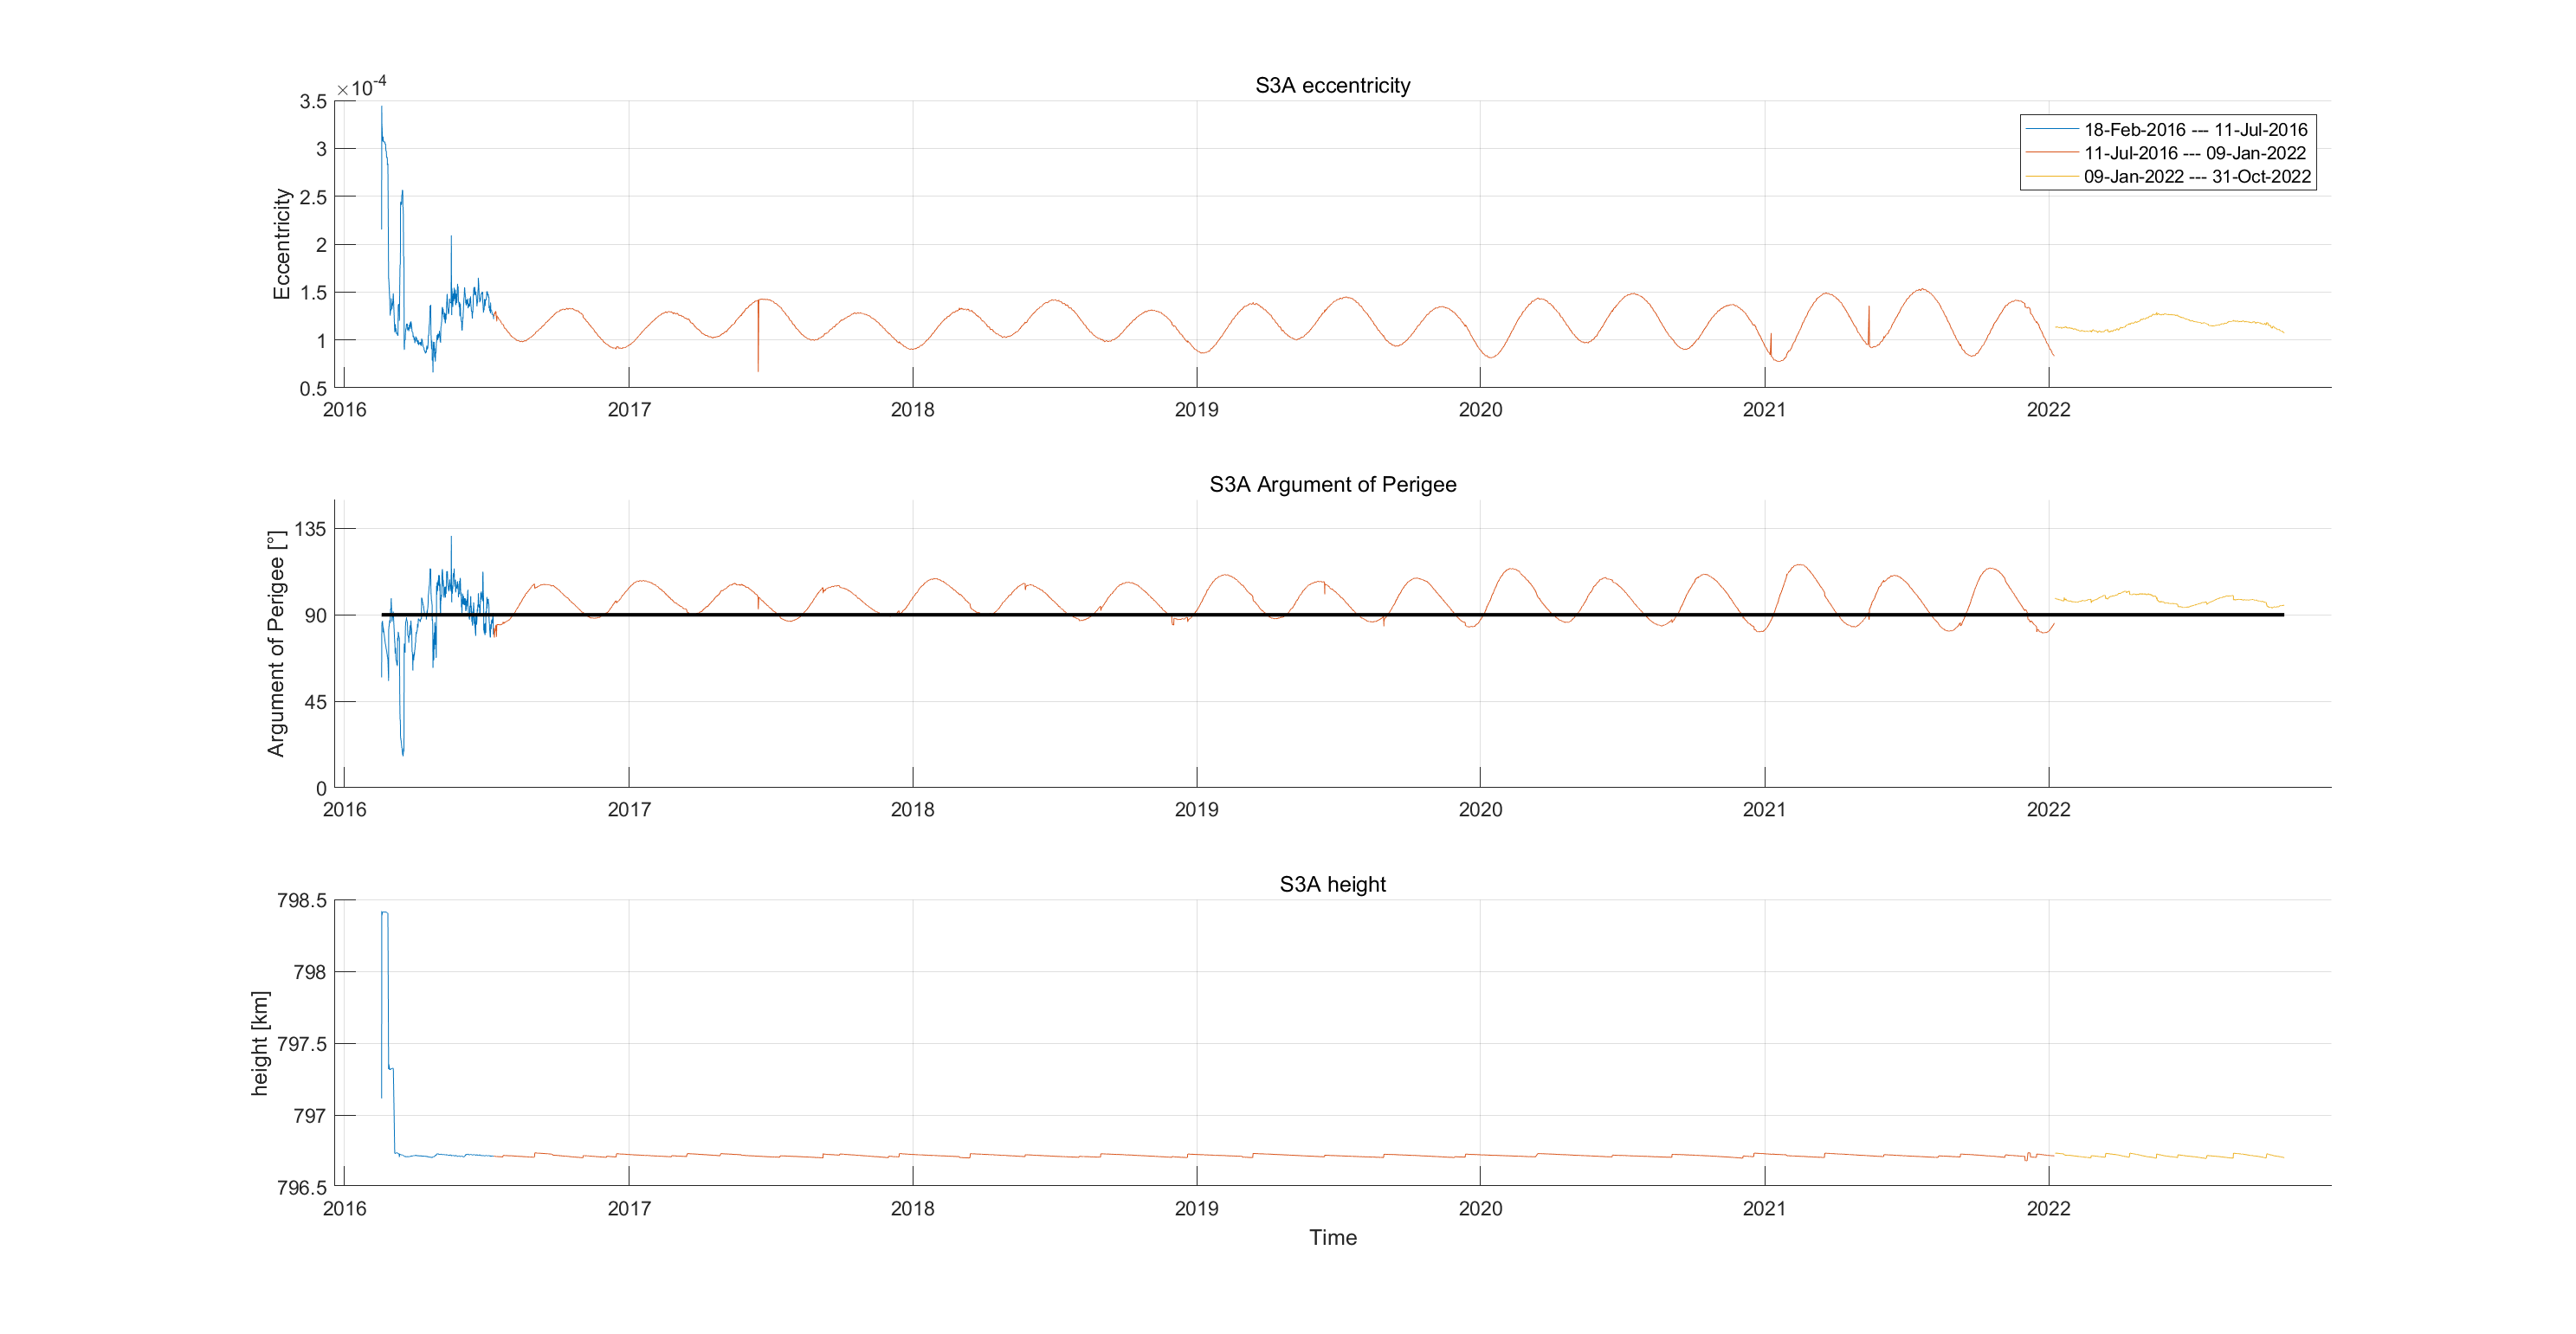 S3A eccentricity
×10-4
3.5
3
2.5
2
1.5
1
0.5
Eccentricity
18-Feb-2016 --- 11-Jul-2016
11-Jul-2016 --- 09-Jan-2022
09-Jan-2022 --- 31-Oct-2022
2016 2017 2018 2019 2020 2021 2022
S3A Argument of Perigee
135
90
45
0
Argument of Perigee [°]
2016 2017 2018 2019 2020 2021 2022
S3A height
798.5
798
797.5
797
796.5
height [km]
2016 2017 2018 2019 2020 2021 2022
Time